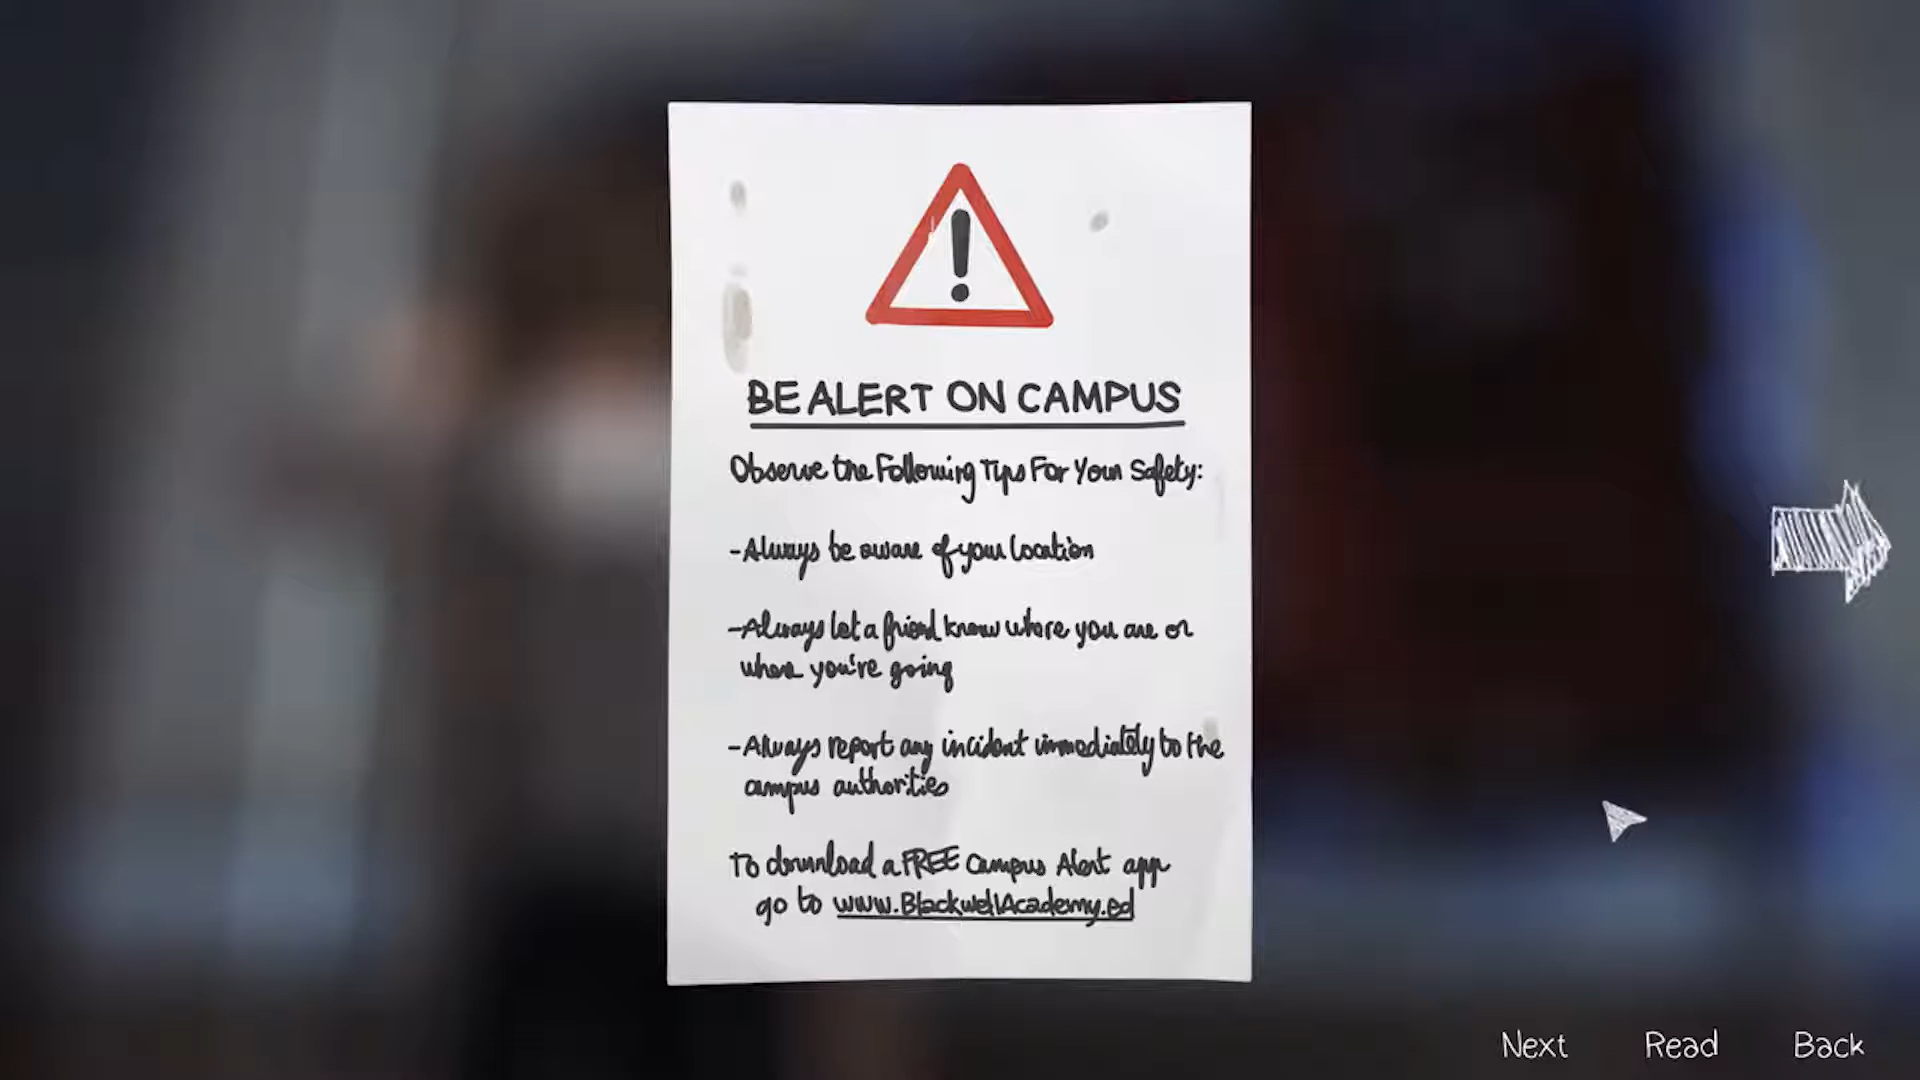 BE ALERT ON CAMPUS
Observe the Following Tips For Your Safety:
-Always be aware of your location
-Always let a friend know where you are or
where you're going
-Always report any incident immediately to the
campus authorities
To download a FREE Campus Alert app
go to www.BlackwellAcademy.ed
Next Read Back